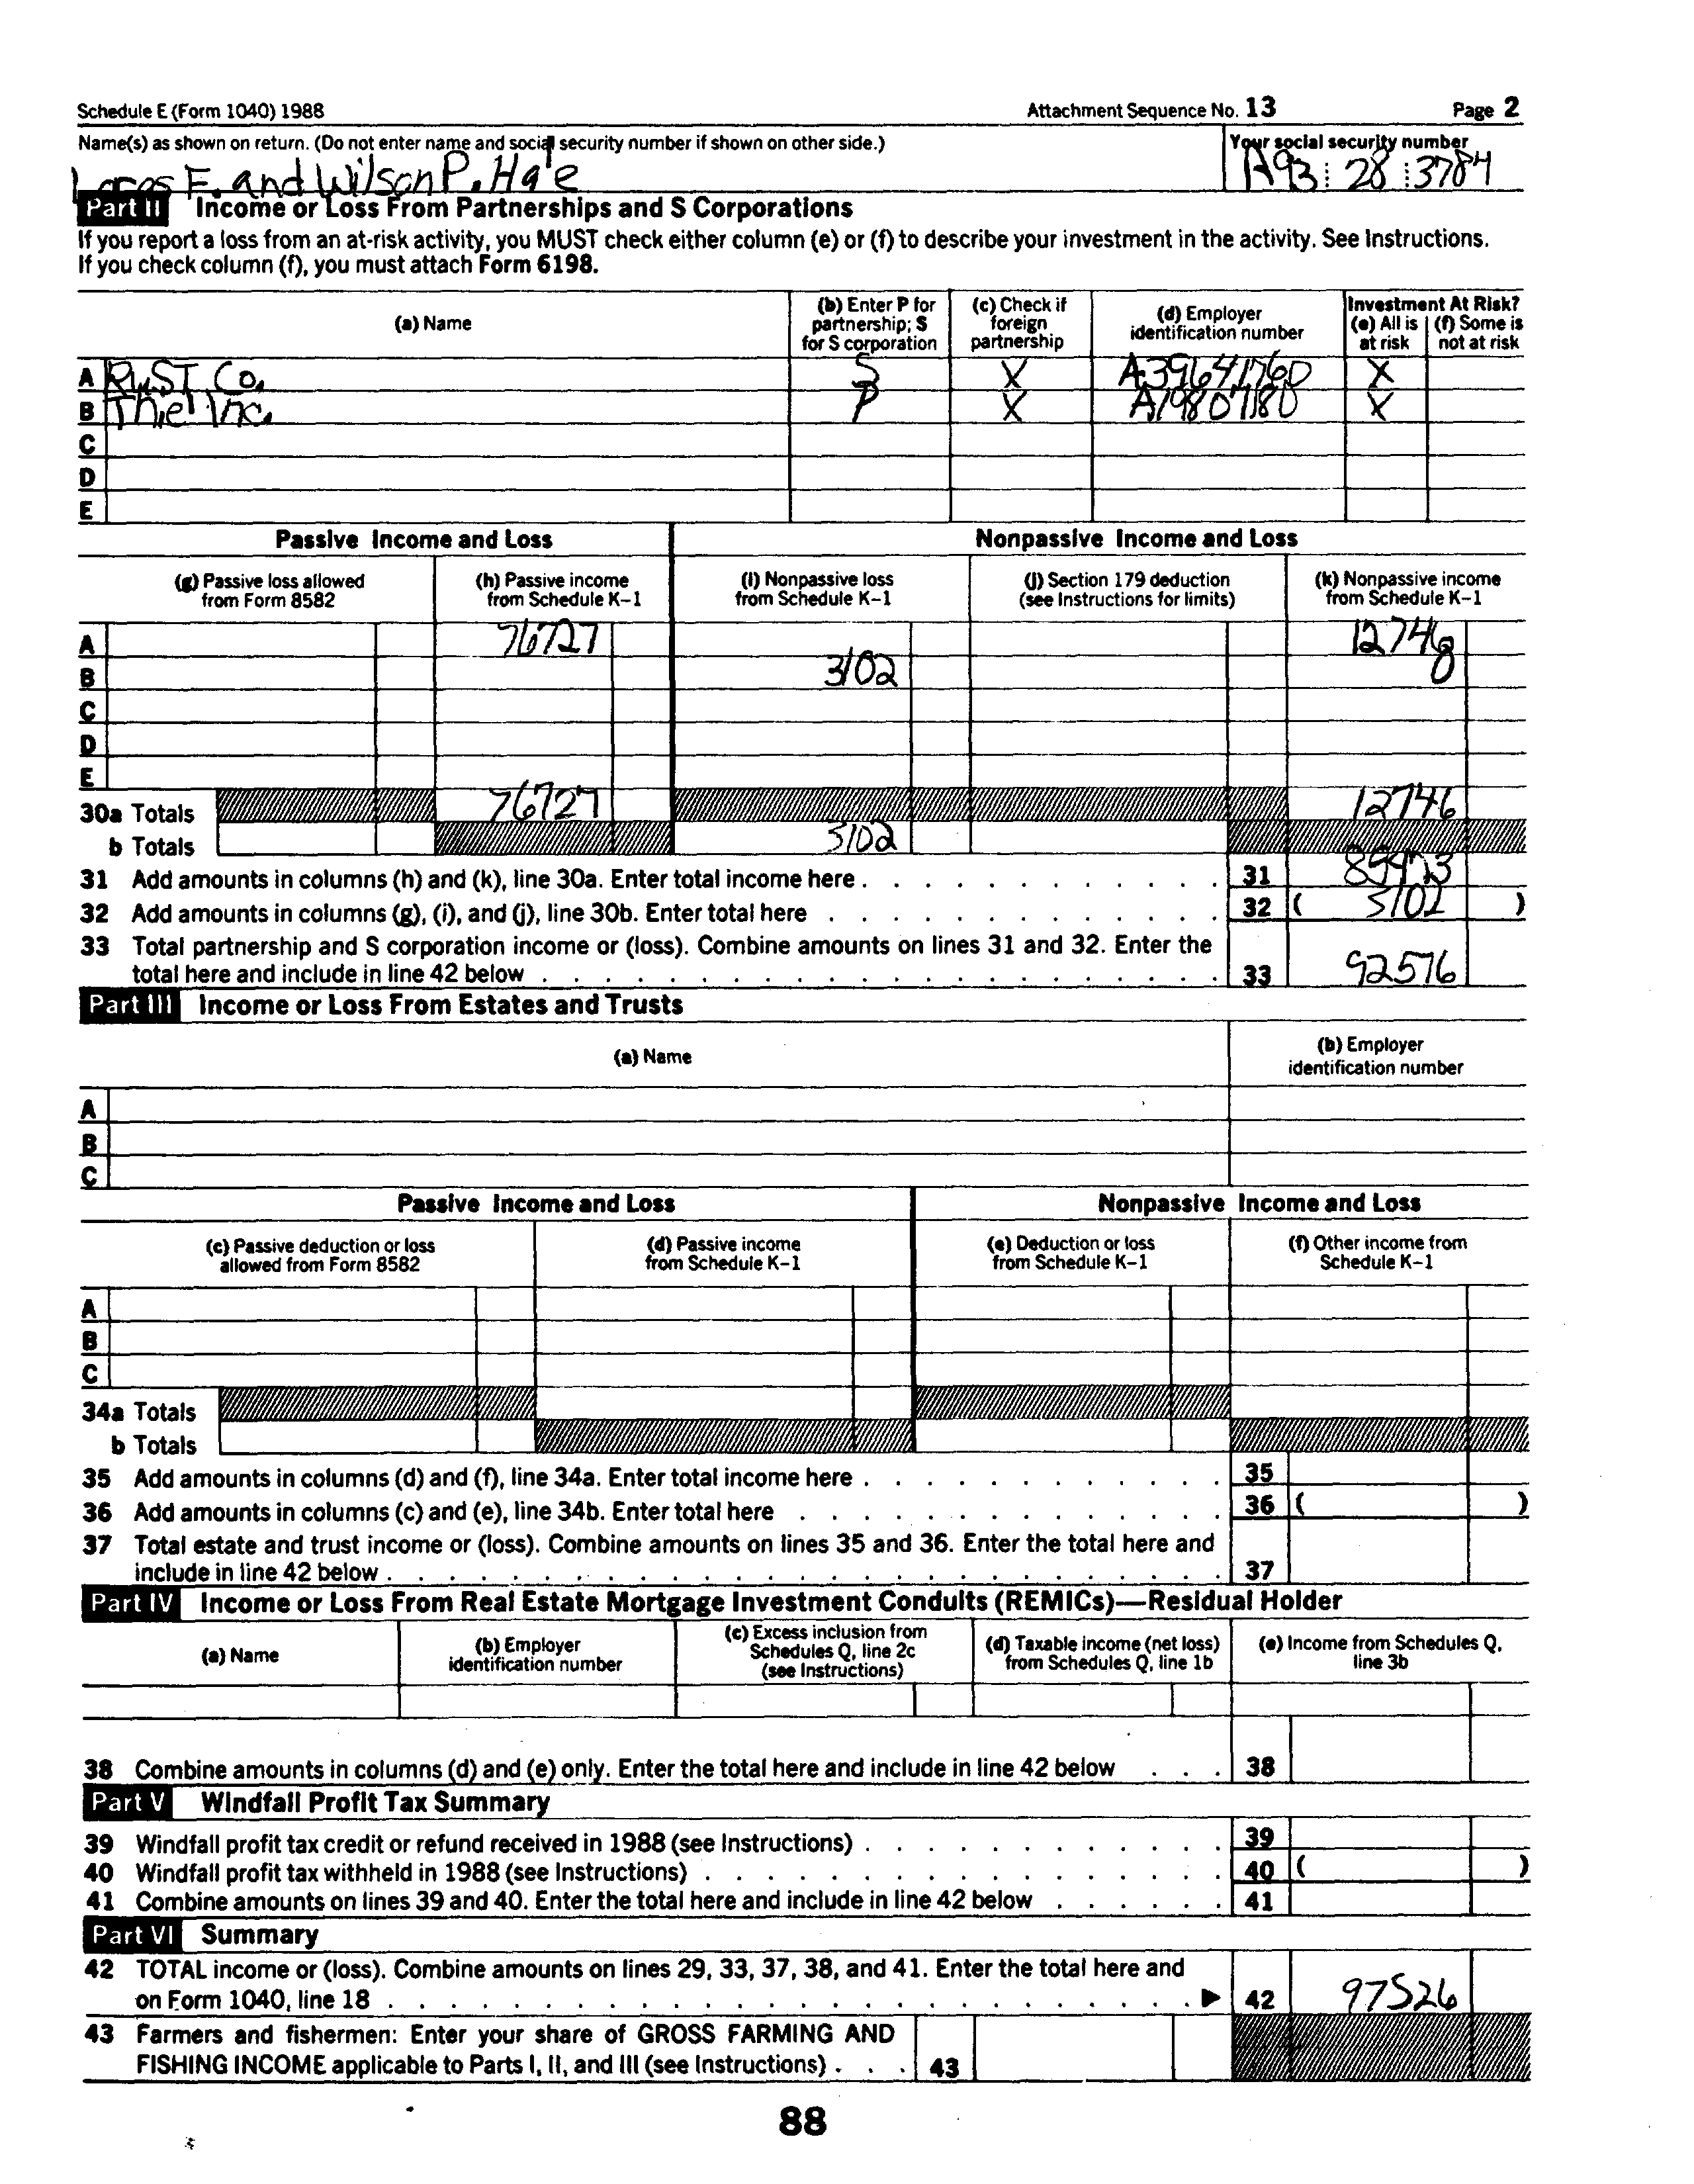 Schedule E (Form 1040) 1988 Attachment Sequence No. 13 Page 2
Name(s) as shown on return. (Do not enter name and social security number if shown on other side.) Your social security number
E. and Wilson P. Hale A93 28 3784
Part II Income or Loss From Partnerships and S Corporations
If you report a loss from an at-risk activity, you MUST check either column (e) or (f) to describe your investment in the activity. See Instructions.
If you check column (f), you must attach Form 6198.
(a) Name
(b) Enter P for partnership; S for S corporation
(c) Check if foreign partnership
(d) Employer identification number
Investment At Risk?
(e) All is at risk
(f) Some is not at risk
A Rust Co. S X A39641760 X
B Thiel Inc. P X A19807180 X
C
D
E
Passive Income and Loss Nonpassive Income and Loss
(g) Passive loss allowed from Form 8582
(h) Passive income from Schedule K-1
(i) Nonpassive loss from Schedule K-1
(j) Section 179 deduction (see Instructions for limits)
(k) Nonpassive income from Schedule K-1
A 76727 12746
B 3102 0
C
D
E
30a Totals 76727 12746
b Totals 3102
31 Add amounts in columns (h) and (k), line 30a. Enter total income here 31 89473
32 Add amounts in columns (g), (i), and (j), line 30b. Enter total here 32 ( 3102 )
33 Total partnership and S corporation income or (loss). Combine amounts on lines 31 and 32. Enter the
total here and include in line 42 below 33 92576
Part III Income or Loss From Estates and Trusts
(a) Name
(b) Employer identification number
A
B
C
Passive Income and Loss Nonpassive Income and Loss
(c) Passive deduction or loss allowed from Form 8582
(d) Passive income from Schedule K-1
(e) Deduction or loss from Schedule K-1
(f) Other income from Schedule K-1
A
B
C
34a Totals
b Totals
35 Add amounts in columns (d) and (f), line 34a. Enter total income here 35
36 Add amounts in columns (c) and (e), line 34b. Enter total here 36 ( )
37 Total estate and trust income or (loss). Combine amounts on lines 35 and 36. Enter the total here and
include in line 42 below 37
Part IV Income or Loss From Real Estate Mortgage Investment Conduits (REMICs)—Residual Holder
(a) Name
(b) Employer identification number
(c) Excess inclusion from Schedules Q, line 2c (see Instructions)
(d) Taxable income (net loss) from Schedules Q, line 1b
(e) Income from Schedules Q, line 3b
38 Combine amounts in columns (d) and (e) only. Enter the total here and include in line 42 below 38
Part V Windfall Profit Tax Summary
39 Windfall profit tax credit or refund received in 1988 (see Instructions) 39
40 Windfall profit tax withheld in 1988 (see Instructions) 40 ( )
41 Combine amounts on lines 39 and 40. Enter the total here and include in line 42 below 41
Part VI Summary
42 TOTAL income or (loss). Combine amounts on lines 29, 33, 37, 38, and 41. Enter the total here and
on Form 1040, line 18 ▶ 42 97526
43 Farmers and fishermen: Enter your share of GROSS FARMING AND
FISHING INCOME applicable to Parts I, II, and III (see Instructions) 43
88